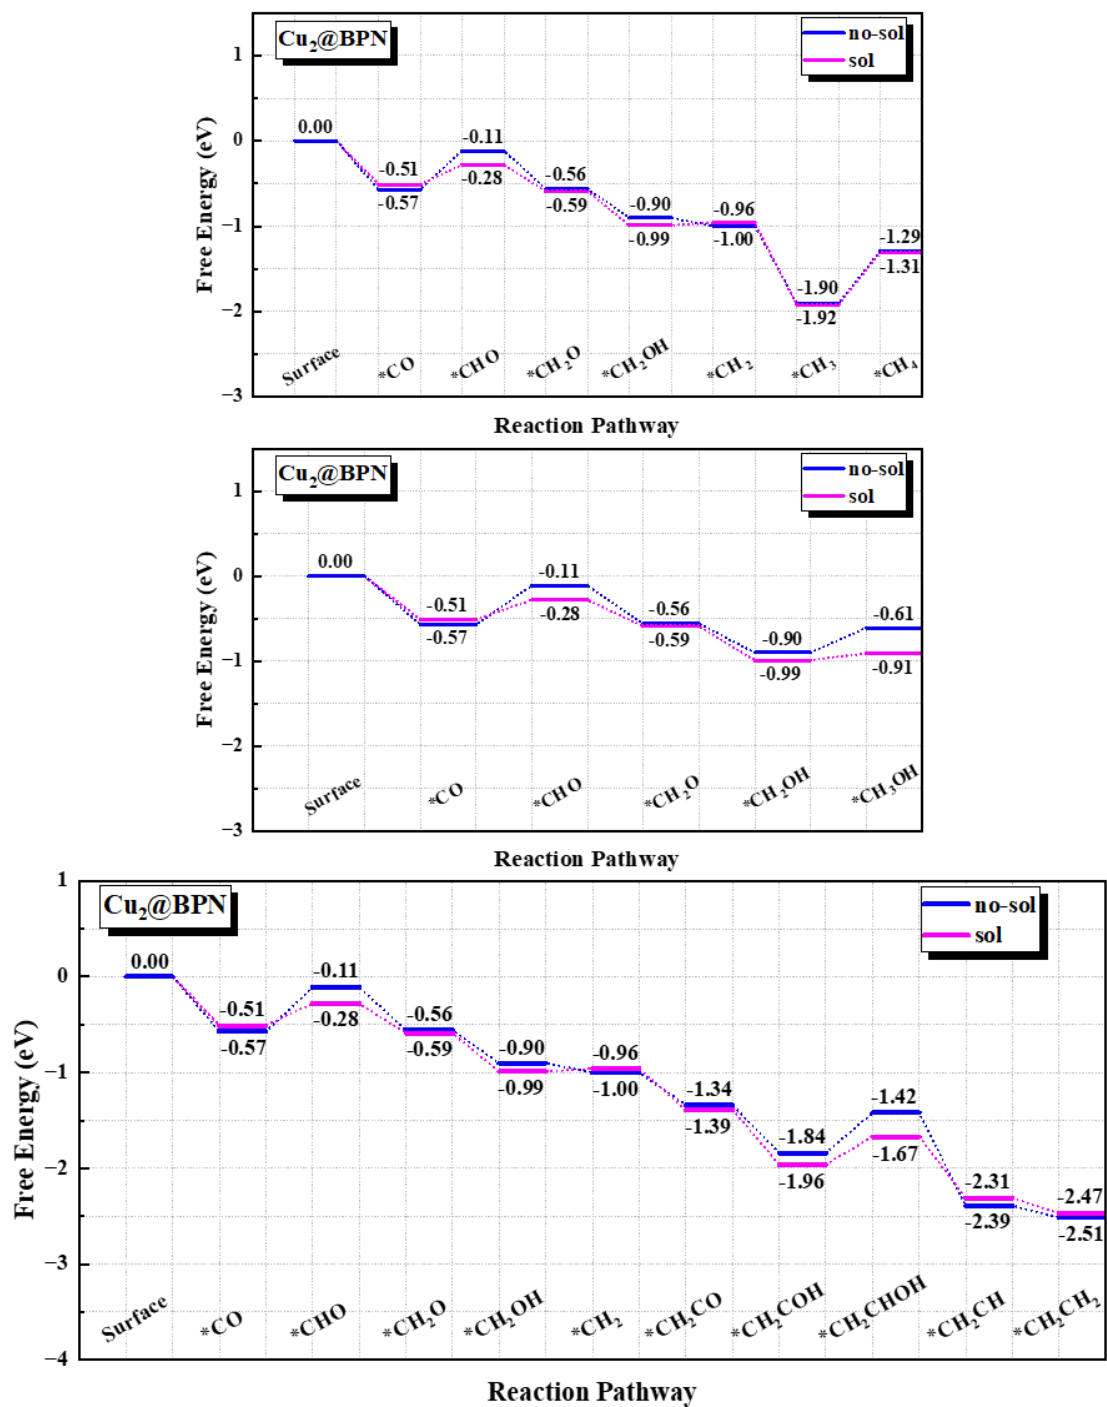 Cu₂@BPN
no-sol
sol
1
0
−1
−2
−3
Free Energy (eV)
0.00
-0.51
-0.57
-0.11
-0.28
-0.56
-0.59
-0.90
-0.99
-0.96
-1.00
-1.90
-1.92
-1.29
-1.31
Surface
*CO
*CHO
*CH₂O
*CH₂OH
*CH₂
*CH₃
*CH₄
Reaction Pathway
Cu₂@BPN
no-sol
sol
1
0
−1
−2
−3
Free Energy (eV)
0.00
-0.51
-0.57
-0.11
-0.28
-0.56
-0.59
-0.90
-0.99
-0.61
-0.91
Surface
*CO
*CHO
*CH₂O
*CH₂OH
*CH₃OH
Reaction Pathway
Cu₂@BPN
no-sol
sol
1
0
−1
−2
−3
−4
Free Energy (eV)
0.00
-0.51
-0.57
-0.11
-0.28
-0.56
-0.59
-0.90
-0.99
-0.96
-1.00
-1.34
-1.39
-1.84
-1.96
-1.42
-1.67
-2.31
-2.39
-2.47
-2.51
Surface
*CO
*CHO
*CH₂O
*CH₂OH
*CH₂
*CH₂CO
*CH₂COH
*CH₂CHOH
*CH₂CH
*CH₂CH₂
Reaction Pathway